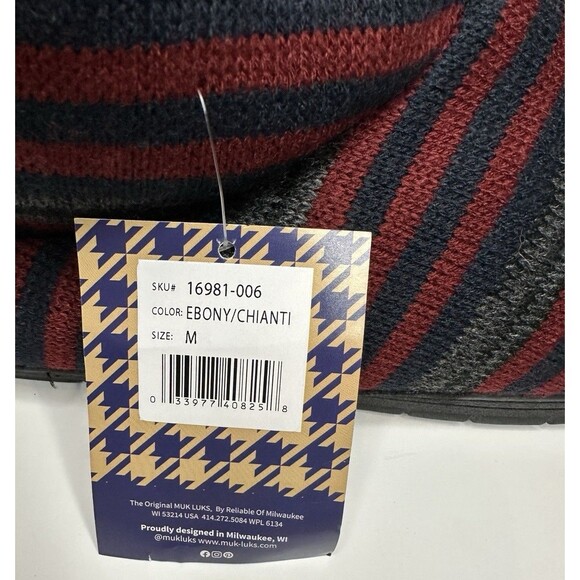 SKU# 16981-006
COLOR: EBONY/CHIANTI
SIZE: M
0 33977 40825 8
The Original MUK LUKS, By Reliable Of Milwaukee
WI 53214 USA 414.272.5084 WPL 6134
Proudly designed in Milwaukee, WI
@mukluks www.muk-luks.com